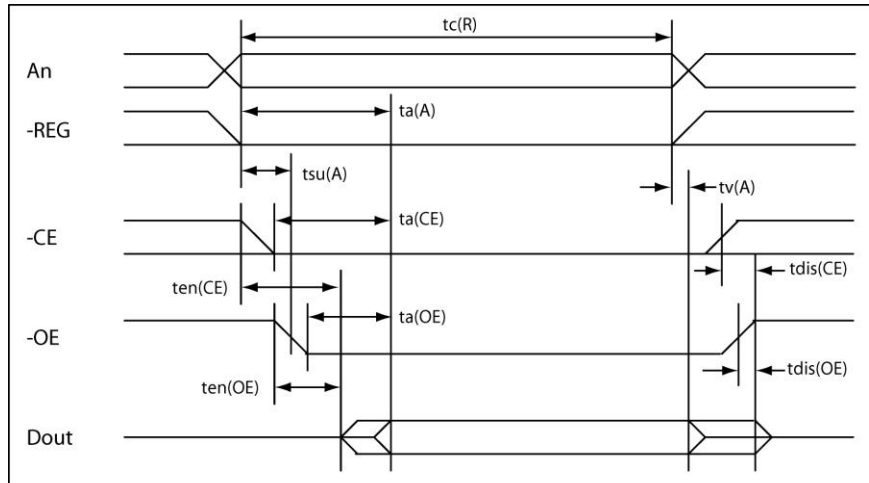 tc(R)
An
ta(A)
-REG
tsu(A)
tv(A)
ta(CE)
-CE
tdis(CE)
ten(CE)
ta(OE)
-OE
tdis(OE)
ten(OE)
Dout